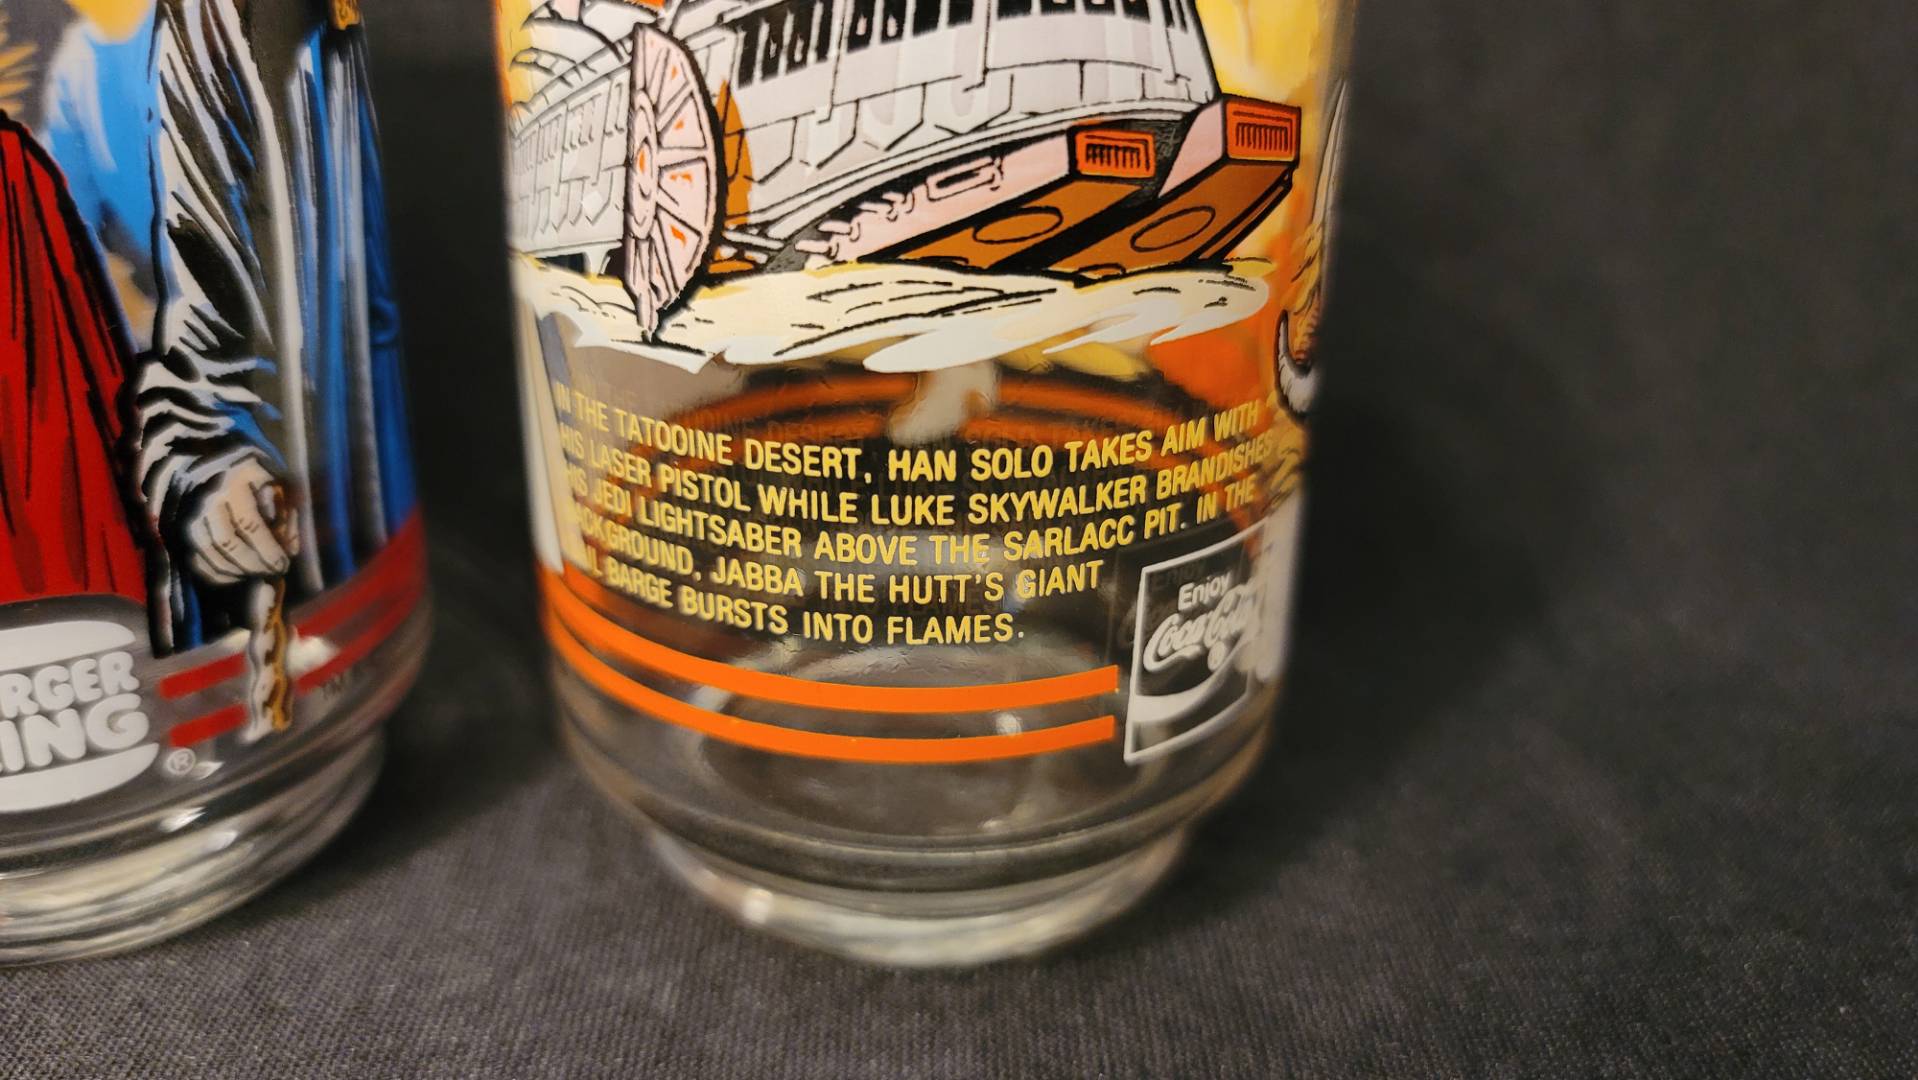 IN THE TATOOINE DESERT, HAN SOLO TAKES AIM WITH
HIS LASER PISTOL WHILE LUKE SKYWALKER BRANDISHES
HIS JEDI LIGHTSABER ABOVE THE SARLACC PIT. IN THE
BACKGROUND, JABBA THE HUTT'S GIANT
IL BARGE BURSTS INTO FLAMES.
Enjoy
Coca-Cola
®
RGER
ING
®